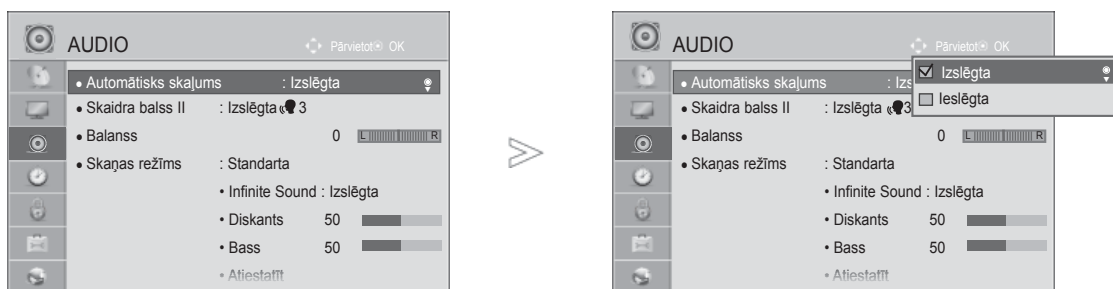 AUDIO
Pārvietot OK
● Automātisks skaļums : Izslēgta
● Skaidra balss II : Izslēgta 3
● Balanss 0 L R
● Skaņas režīms : Standarta
• Infinite Sound : Izslēgta
• Diskants 50
• Bass 50
• Atiestatīt
AUDIO
Pārvietot OK
● Automātisks skaļums : Izs
Izslēgta
Ieslēgta
● Skaidra balss II : Izslēgta 3
● Balanss 0 L R
● Skaņas režīms : Standarta
• Infinite Sound : Izslēgta
• Diskants 50
• Bass 50
• Atiestatīt